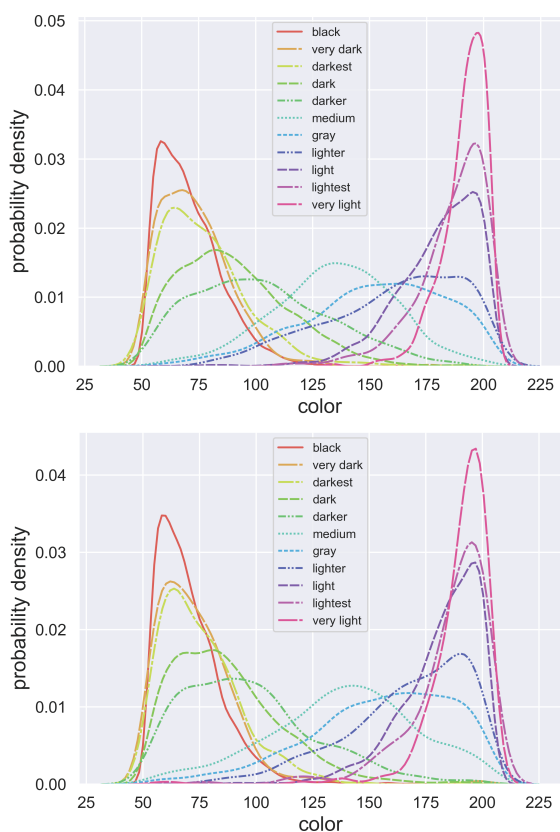 0.05
0.04
0.03
0.02
0.01
0.00
probability density
black
very dark
darkest
dark
darker
medium
gray
lighter
light
lightest
very light
25 50 75 100 125 150 175 200 225
color
0.04
0.03
0.02
0.01
0.00
probability density
black
very dark
darkest
dark
darker
medium
gray
lighter
light
lightest
very light
25 50 75 100 125 150 175 200 225
color